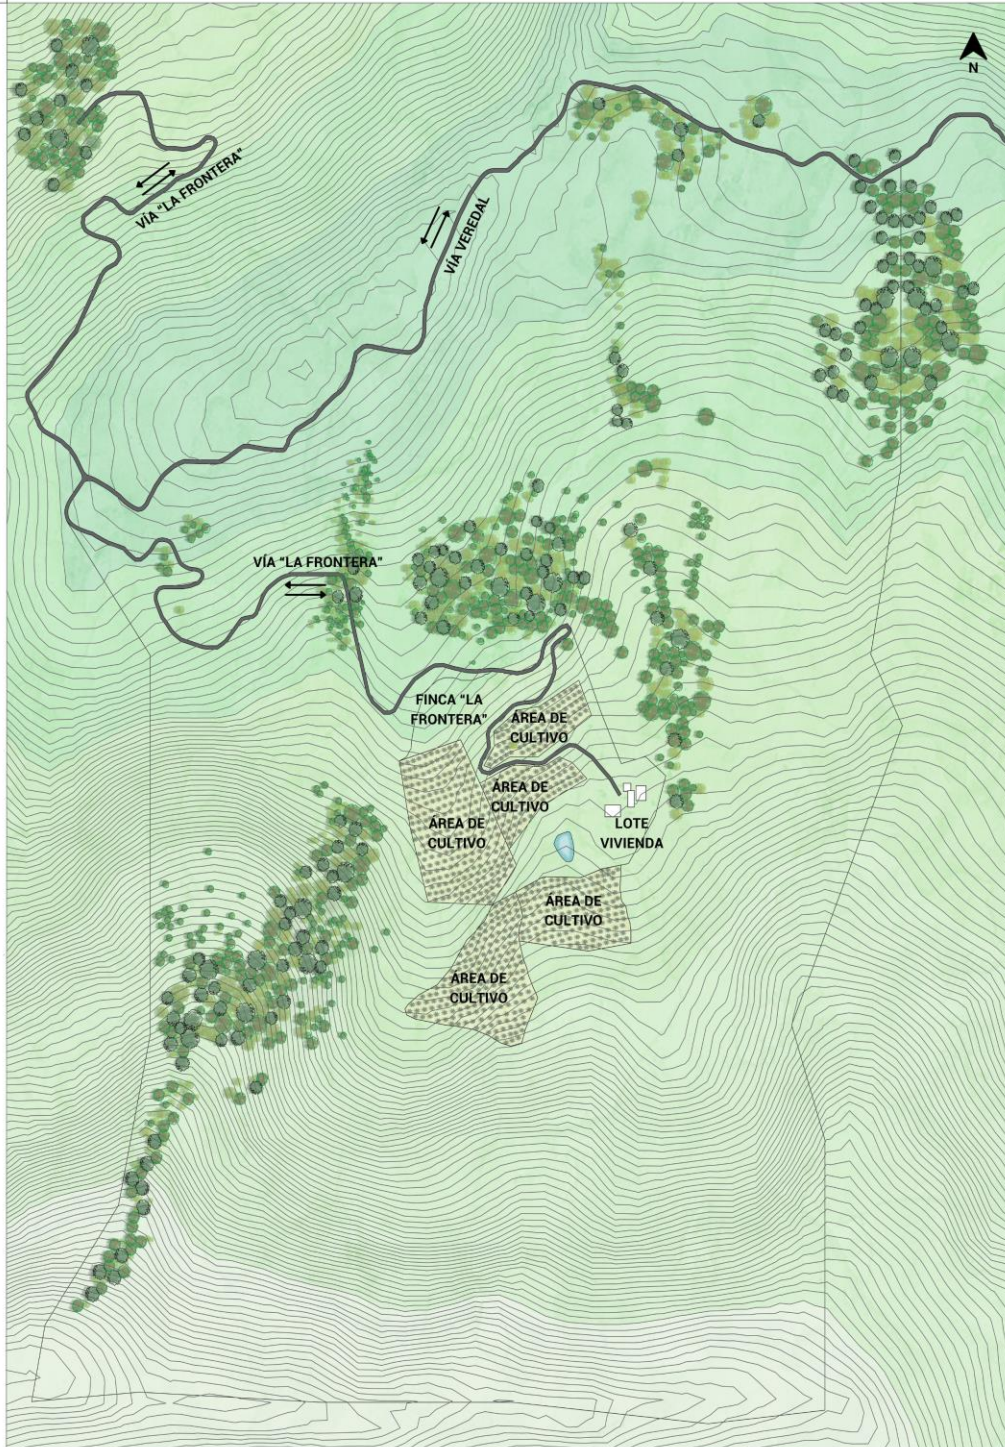 N
VÍA "LA FRONTERA"
VÍA VEREDAL
VÍA "LA FRONTERA"
FINCA "LA
FRONTERA"
ÁREA DE
CULTIVO
ÁREA DE
CULTIVO
ÁREA DE
CULTIVO
LOTE
VIVIENDA
ÁREA DE
CULTIVO
ÁREA DE
CULTIVO